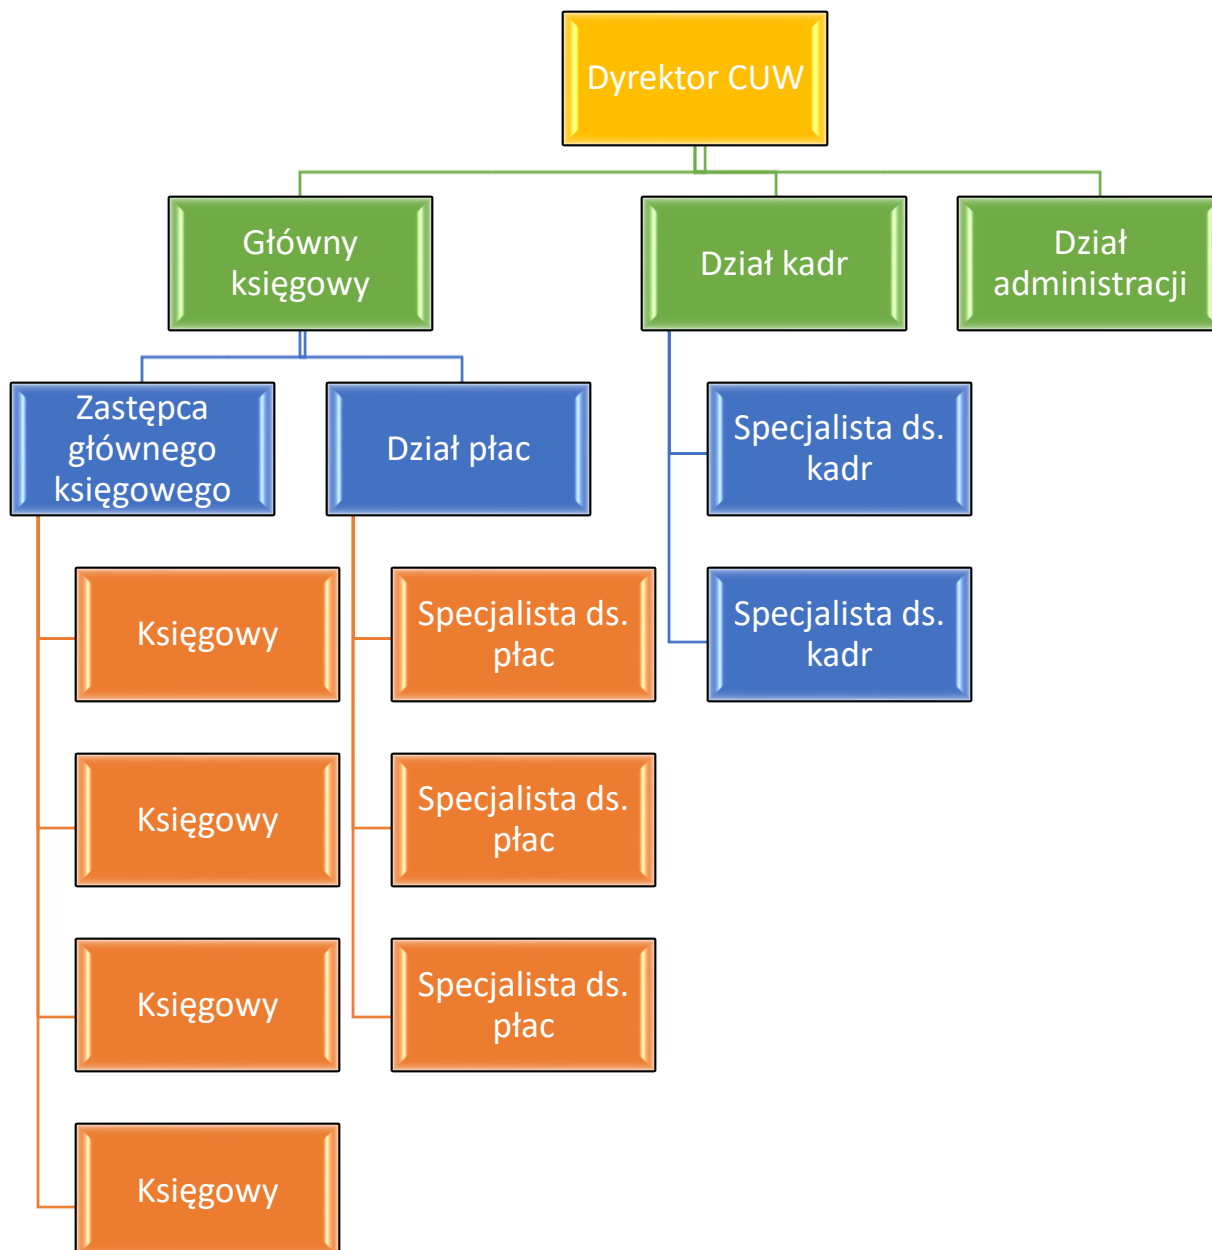 Dyrektor CUW
Główny
księgowy
Dział kadr
Dział
administracji
Zastępca
głównego
księgowego
Dział płac
Specjalista ds.
kadr
Księgowy
Specjalista ds.
płac
Specjalista ds.
kadr
Księgowy
Specjalista ds.
płac
Księgowy
Specjalista ds.
płac
Księgowy